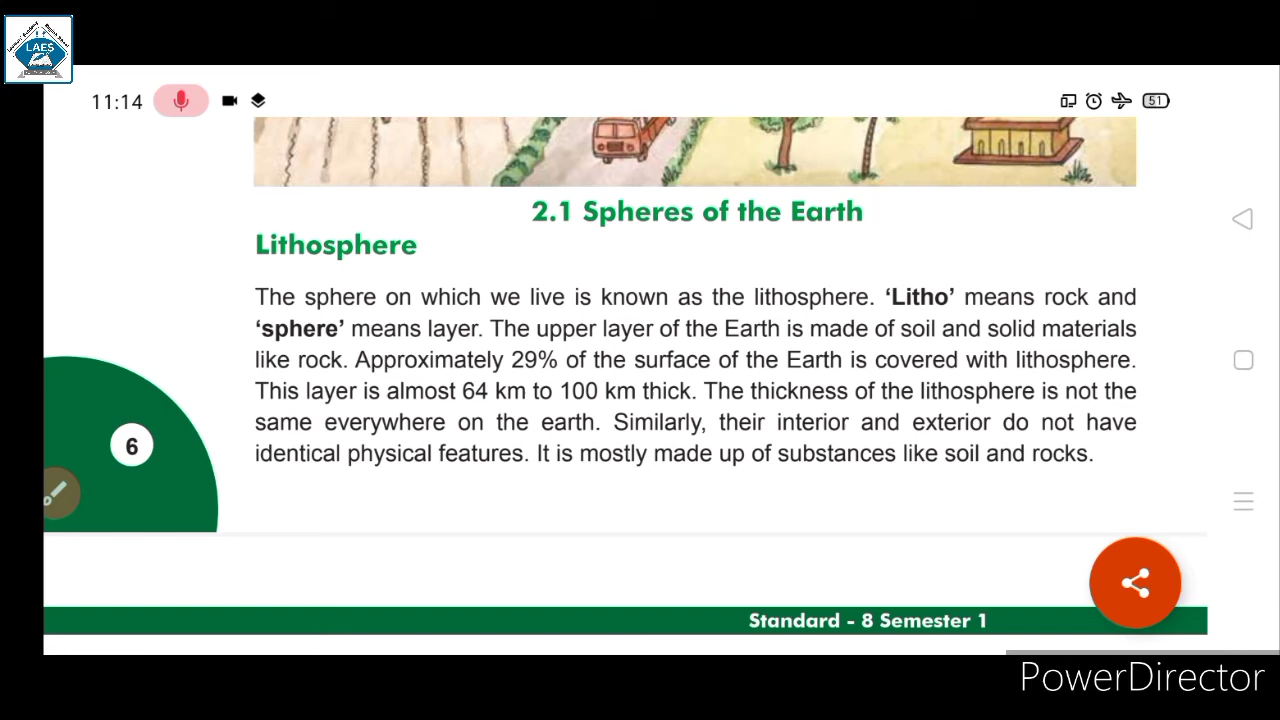 LAES
11:14
51
2.1 Spheres of the Earth
Lithosphere
The sphere on which we live is known as the lithosphere. ‘Litho’ means rock and
‘sphere’ means layer. The upper layer of the Earth is made of soil and solid materials
like rock. Approximately 29% of the surface of the Earth is covered with lithosphere.
This layer is almost 64 km to 100 km thick. The thickness of the lithosphere is not the
same everywhere on the earth. Similarly, their interior and exterior do not have
identical physical features. It is mostly made up of substances like soil and rocks.
6
Standard - 8 Semester 1
PowerDirector